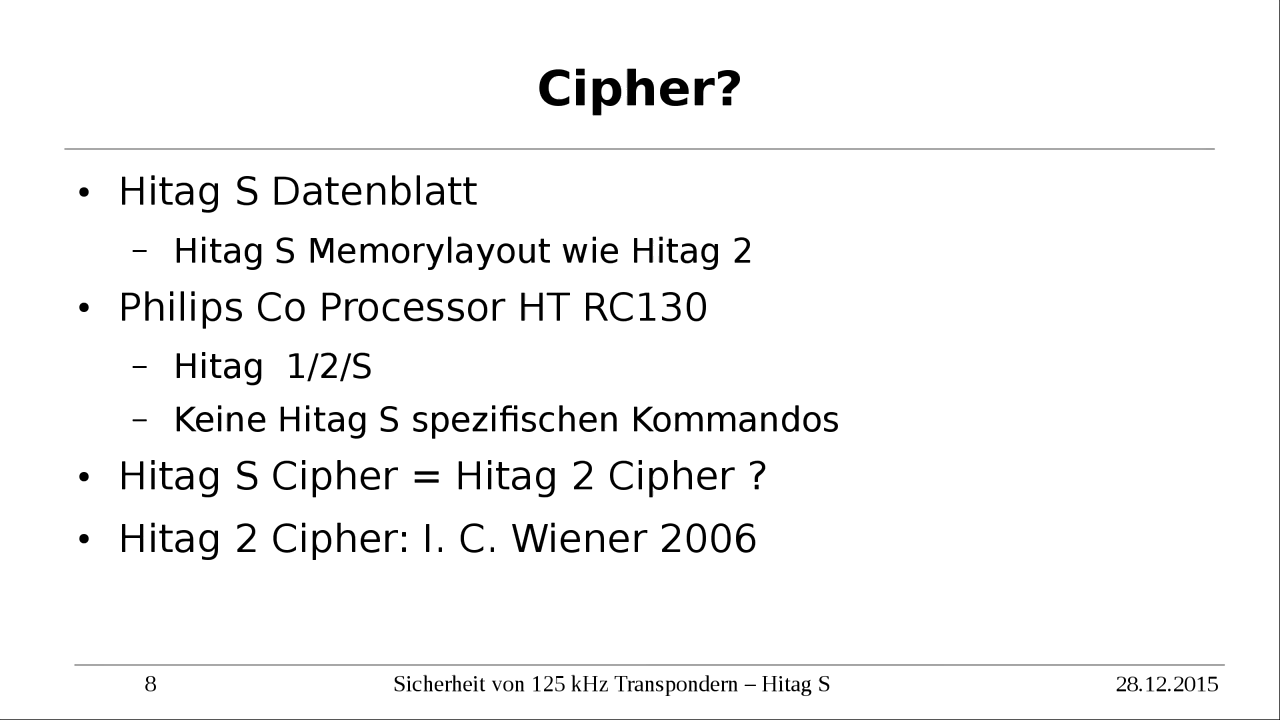 Cipher?
• Hitag S Datenblatt
– Hitag S Memorylayout wie Hitag 2
• Philips Co Processor HT RC130
– Hitag  1/2/S
– Keine Hitag S spezifischen Kommandos
• Hitag S Cipher = Hitag 2 Cipher ?
• Hitag 2 Cipher: I. C. Wiener 2006
8 Sicherheit von 125 kHz Transpondern – Hitag S 28.12.2015